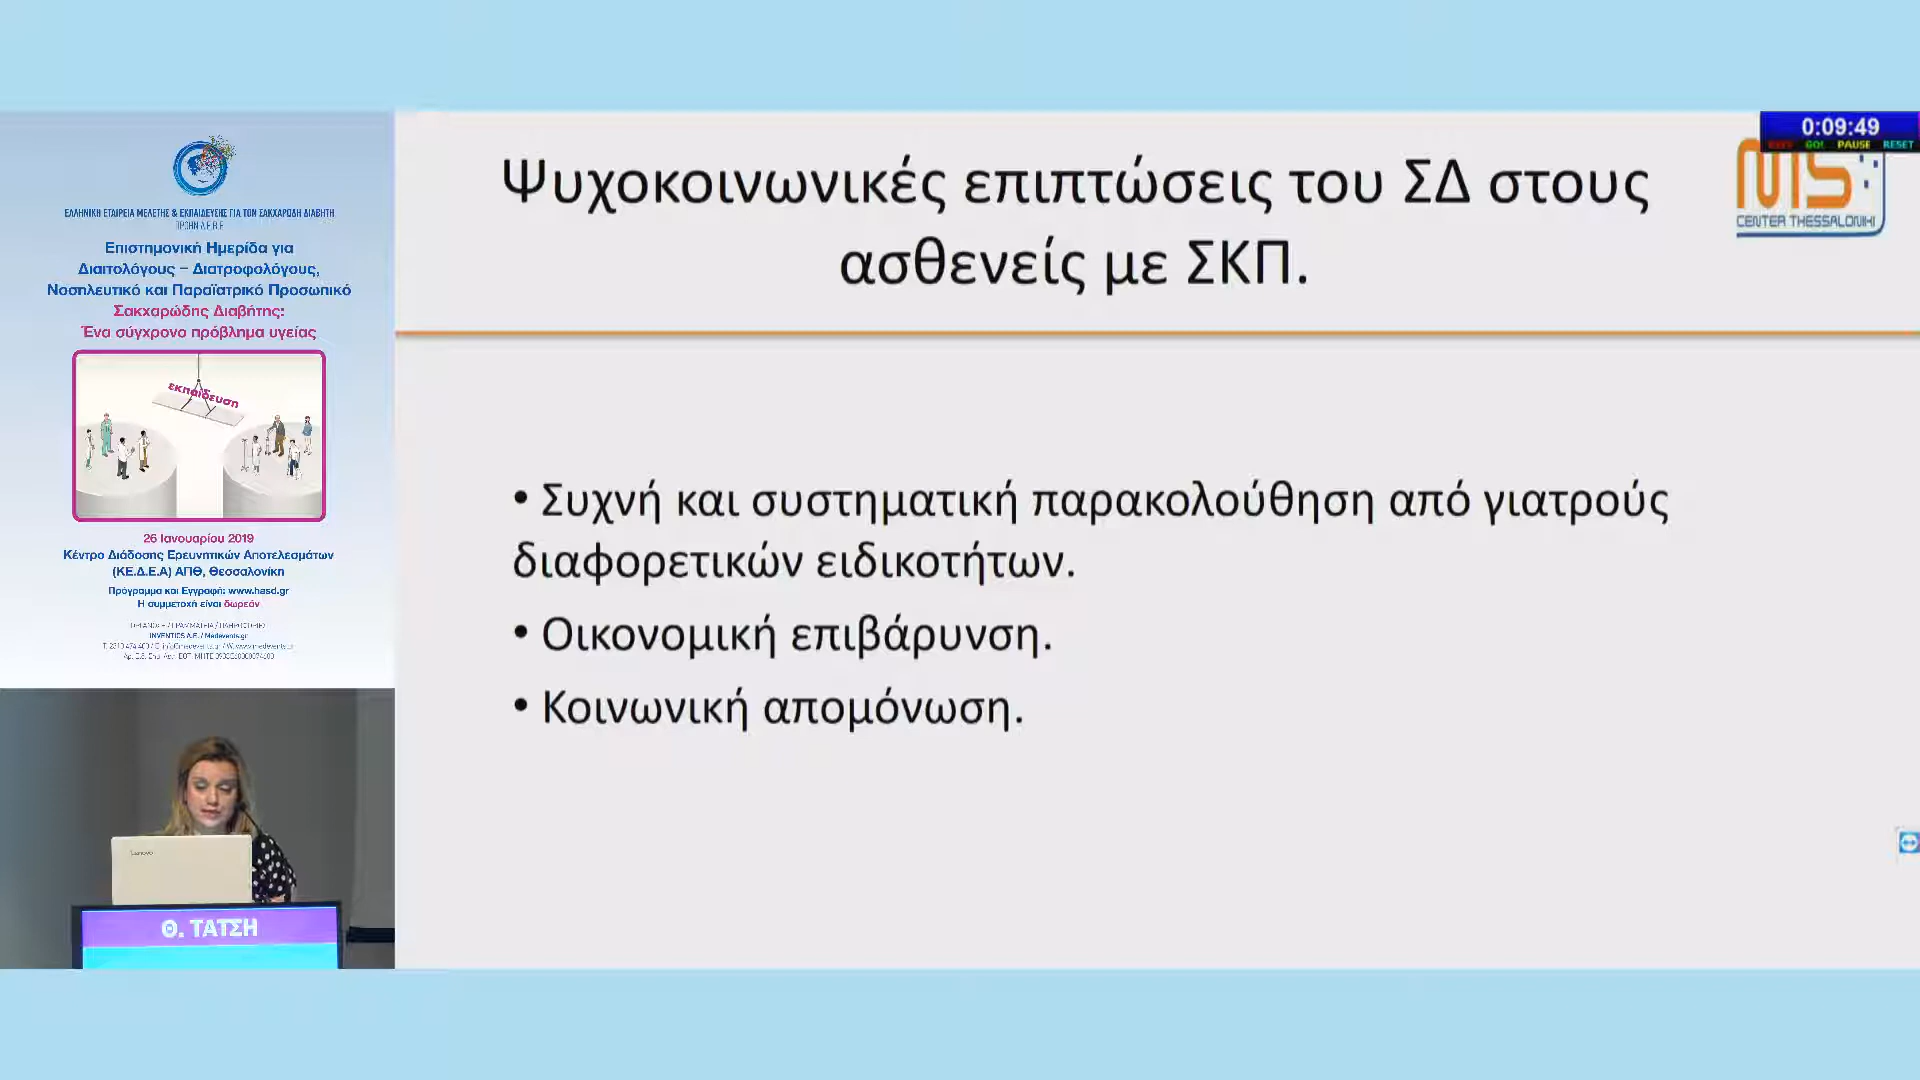 ΕΛΛΗΝΙΚΗ ΕΤΑΙΡΕΙΑ ΜΕΛΕΤΗΣ & ΕΚΠΑΙΔΕΥΣΗΣ ΓΙΑ ΤΟΝ ΣΑΚΧΑΡΩΔΗ ΔΙΑΒΗΤΗ
Επιστημονική Ημερίδα για
Διαιτολόγους – Διατροφολόγους,
Νοσηλευτικό και Παραϊατρικό Προσωπικό
Σακχαρώδης Διαβήτης:
Ένα σύγχρονο πρόβλημα υγείας
εκπαίδευση
26 Ιανουαρίου 2019
Κέντρο Διάδοσης Ερευνητικών Αποτελεσμάτων
(ΚΕ.Δ.Ε.Α) ΑΠΘ, Θεσσαλονίκη
Πρόγραμμα και Εγγραφή: www.hasd.gr
Η συμμετοχή είναι δωρεάν
INVENTICS A.E. / Medevents.gr
Lenovo
Θ. ΤΑΤΣΗ
Ψυχοκοινωνικές επιπτώσεις του ΣΔ στους
ασθενείς με ΣΚΠ.
0:09:49
GO! PAUSE RESET
MS
CENTER THESSALONIKI
• Συχνή και συστηματική παρακολούθηση από γιατρούς
διαφορετικών ειδικοτήτων.
• Οικονομική επιβάρυνση.
• Κοινωνική απομόνωση.